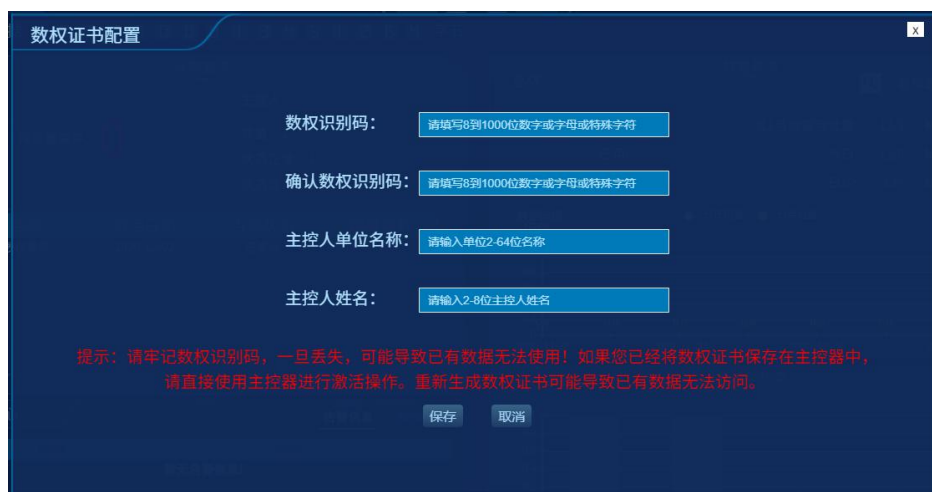 数权证书配置
X
数权识别码： 请填写8到1000位数字或字母或特殊字符
确认数权识别码： 请填写8到1000位数字或字母或特殊字符
主控人单位名称： 请输入单位2-64位名称
主控人姓名： 请输入2-8位主控人姓名
提示：请牢记数权识别码，一旦丢失，可能导致已有数据无法使用！如果您已经将数权证书保存在主控器中，
请直接使用主控器进行激活操作。重新生成数权证书可能导致已有数据无法访问。
保存 取消